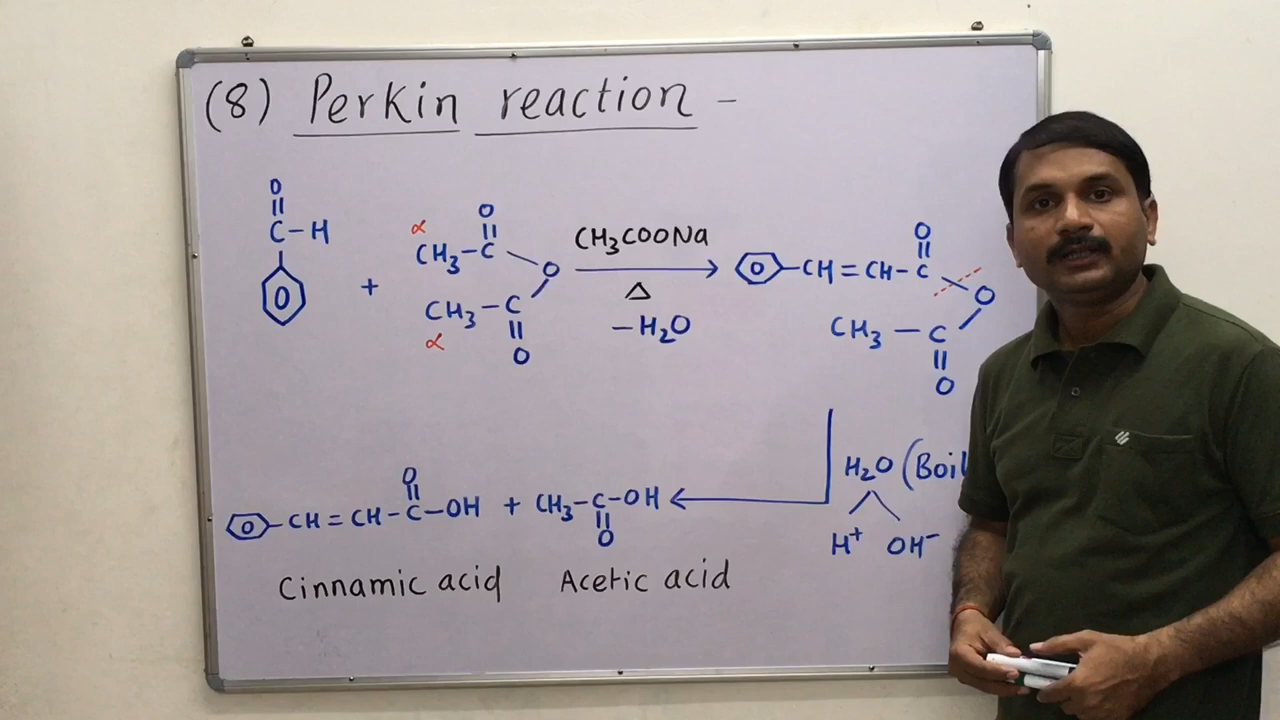 (8) Perkin reaction -
O
||
C-H
O
+
α
O
||
CH₃-C
O
CH₃-C
||
O
α
CH₃COONa
Δ
-H₂O
O
||
O-CH=CH-C
O
CH₃-C
||
O
H₂O (Boil
H⁺ OH⁻
O
||
O-CH=CH-C-OH + CH₃-C-OH
||
O
Cinnamic acid Acetic acid